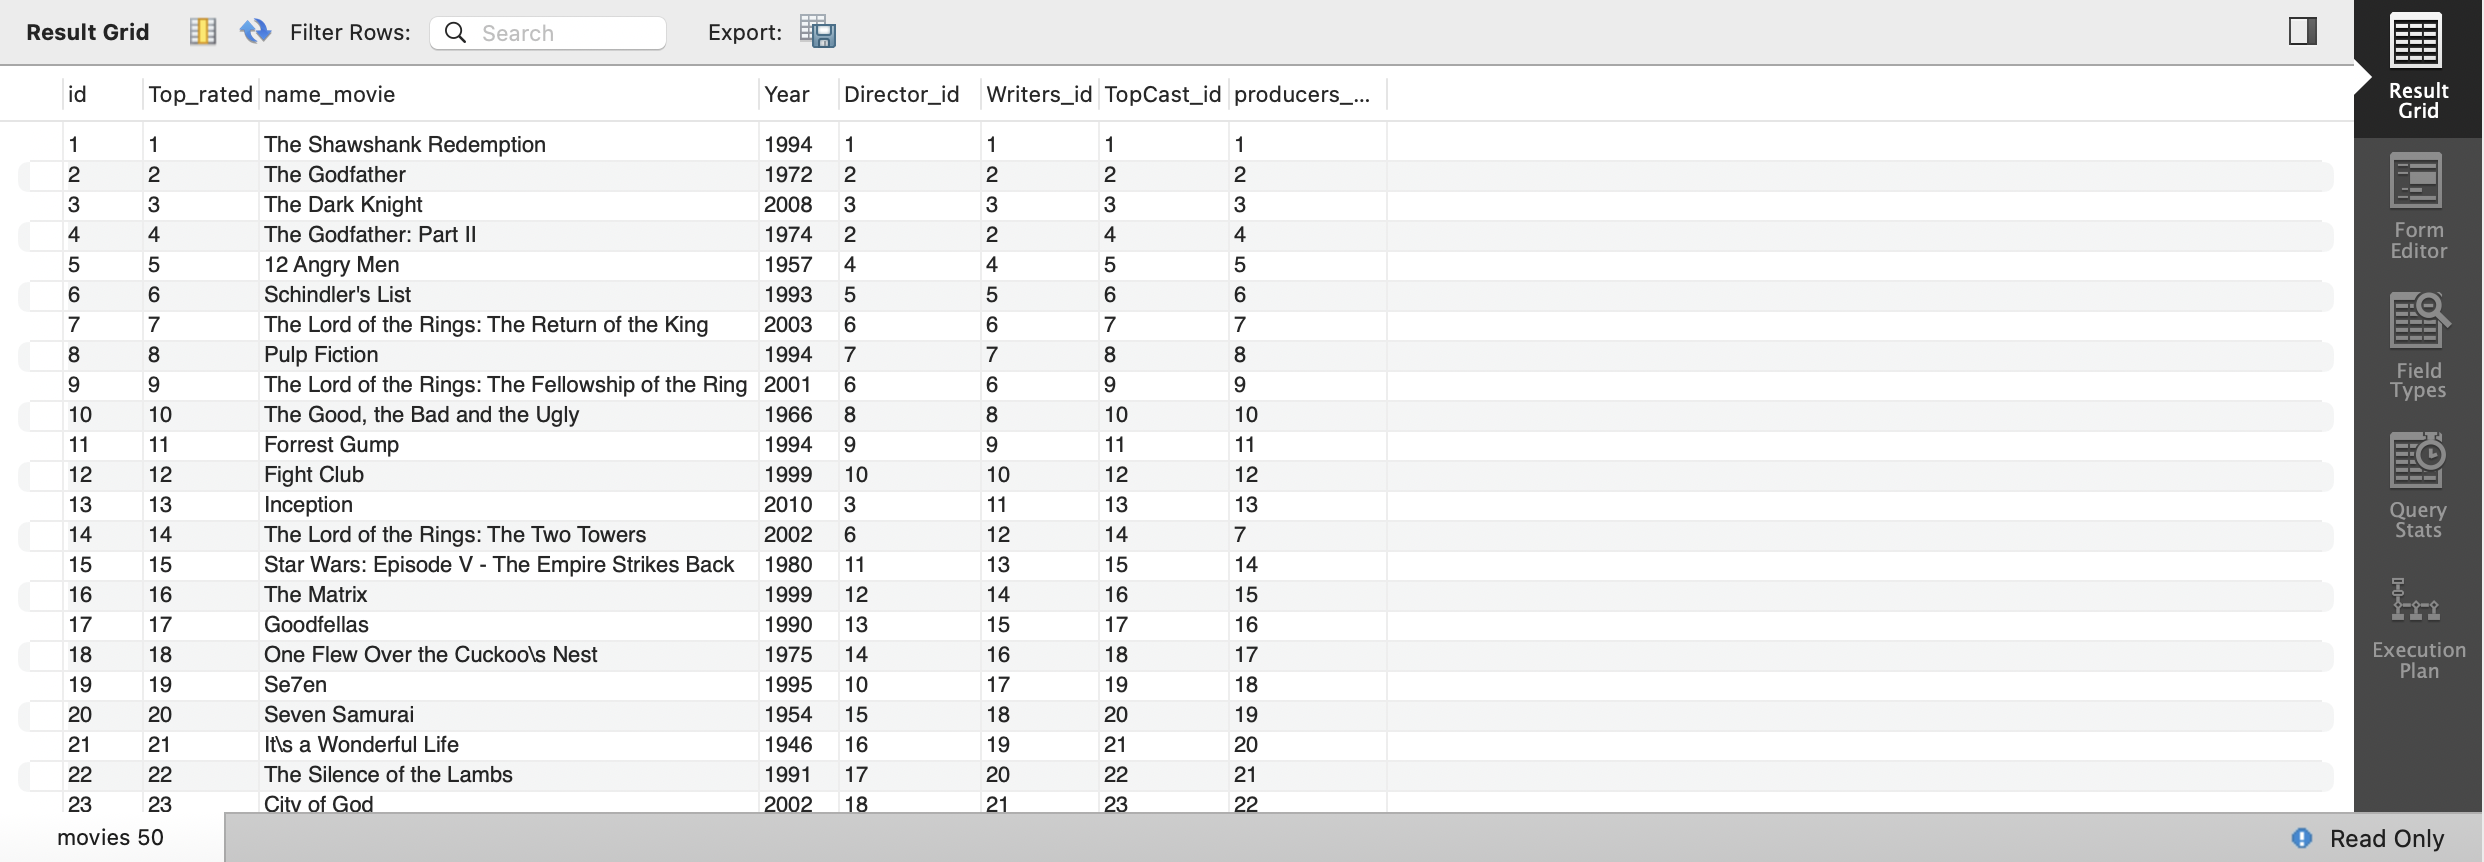 Result Grid Filter Rows: Search Export:
id Top_rated name_movie Year Director_id Writers_id TopCast_id producers_...
1 1 The Shawshank Redemption 1994 1 1 1 1
2 2 The Godfather 1972 2 2 2 2
3 3 The Dark Knight 2008 3 3 3 3
4 4 The Godfather: Part II 1974 2 2 4 4
5 5 12 Angry Men 1957 4 4 5 5
6 6 Schindler's List 1993 5 5 6 6
7 7 The Lord of the Rings: The Return of the King 2003 6 6 7 7
8 8 Pulp Fiction 1994 7 7 8 8
9 9 The Lord of the Rings: The Fellowship of the Ring 2001 6 6 9 9
10 10 The Good, the Bad and the Ugly 1966 8 8 10 10
11 11 Forrest Gump 1994 9 9 11 11
12 12 Fight Club 1999 10 10 12 12
13 13 Inception 2010 3 11 13 13
14 14 The Lord of the Rings: The Two Towers 2002 6 12 14 7
15 15 Star Wars: Episode V - The Empire Strikes Back 1980 11 13 15 14
16 16 The Matrix 1999 12 14 16 15
17 17 Goodfellas 1990 13 15 17 16
18 18 One Flew Over the Cuckoo\s Nest 1975 14 16 18 17
19 19 Se7en 1995 10 17 19 18
20 20 Seven Samurai 1954 15 18 20 19
21 21 It\s a Wonderful Life 1946 16 19 21 20
22 22 The Silence of the Lambs 1991 17 20 22 21
23 23 City of God 2002 18 21 23 22
movies 50
Read Only
Result
Grid
Form
Editor
Field
Types
Query
Stats
Execution
Plan